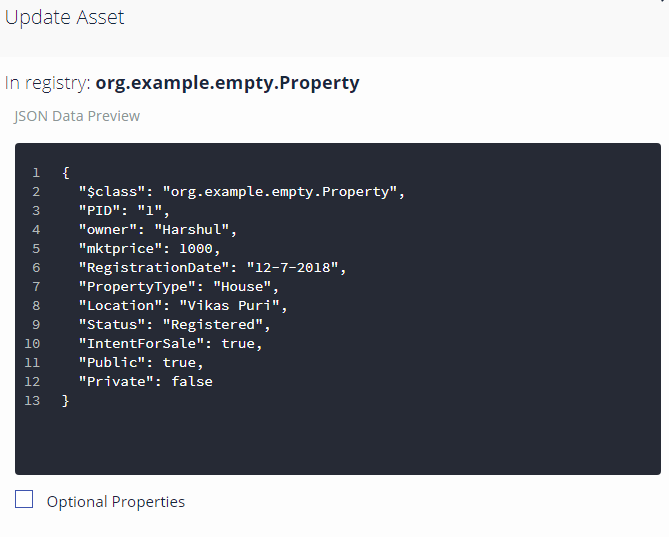 Update Asset
In registry: org.example.empty.Property
JSON Data Preview
1 {
2 "$class": "org.example.empty.Property",
3 "PID": "1",
4 "owner": "Harshul",
5 "mktprice": 1000,
6 "RegistrationDate": "12-7-2018",
7 "PropertyType": "House",
8 "Location": "Vikas Puri",
9 "Status": "Registered",
10 "IntentForSale": true,
11 "Public": true,
12 "Private": false
13 }
Optional Properties